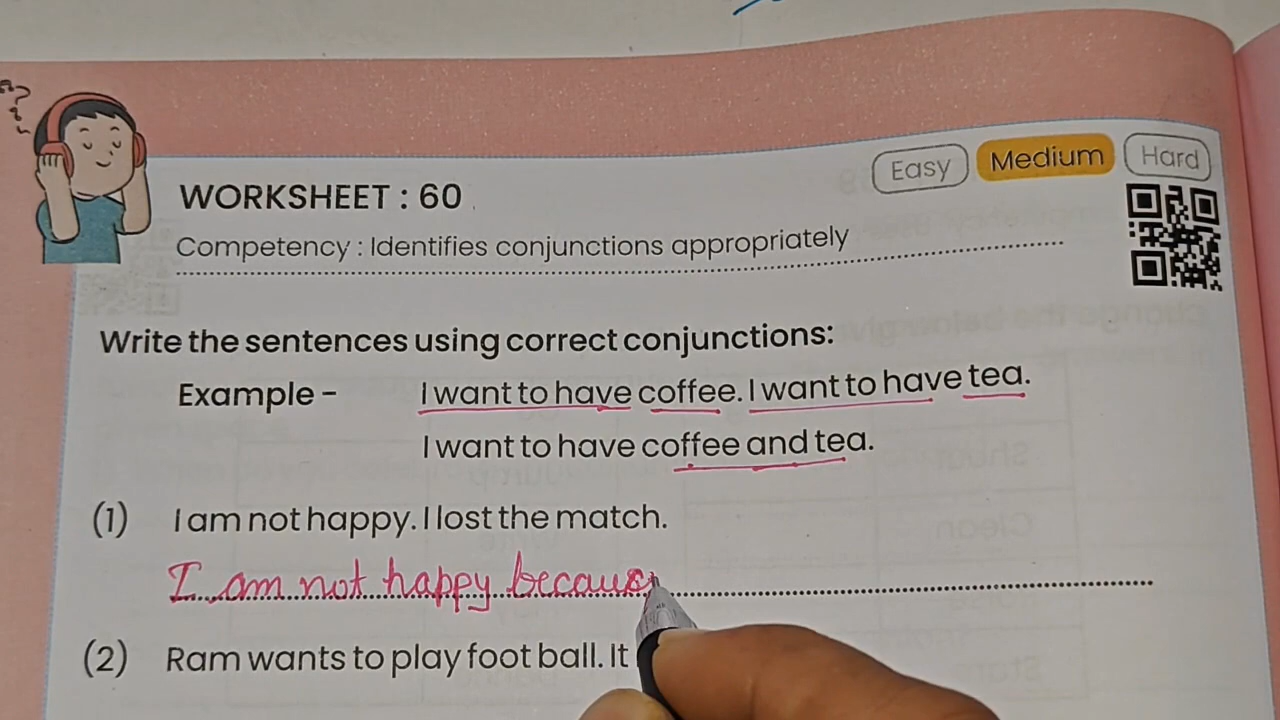 Easy Medium Hard
WORKSHEET : 60
Competency : Identifies conjunctions appropriately
Write the sentences using correct conjunctions:
Example – I want to have coffee. I want to have tea.
I want to have coffee and tea.
(1) I am not happy. I lost the match.
I am not happy becaus
(2) Ram wants to play foot ball. It